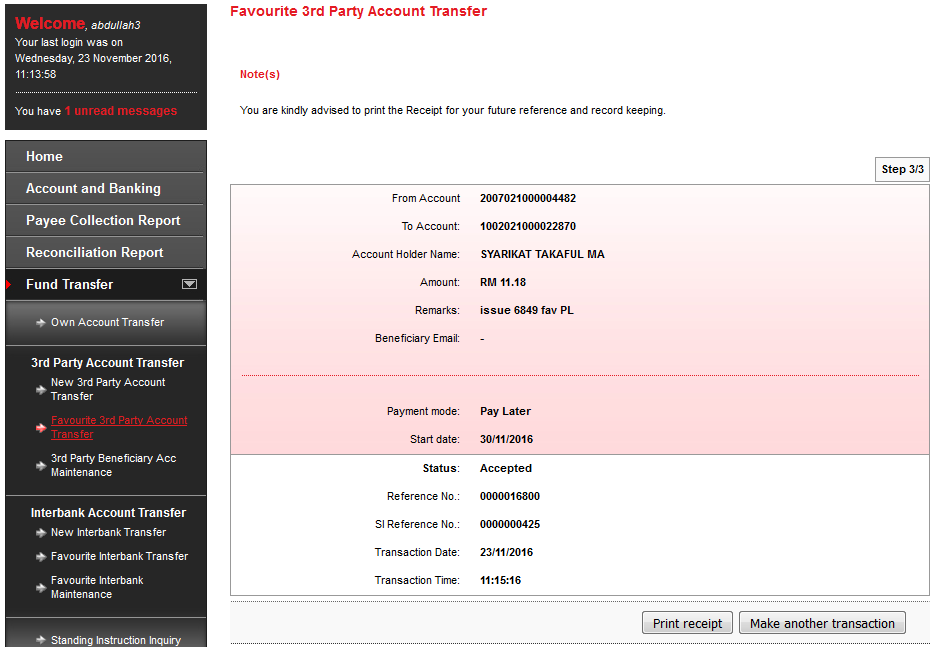 Welcome, abdullah3
Your last login was on
Wednesday, 23 November 2016,
11:13:58
You have 1 unread messages
Home
Account and Banking
Payee Collection Report
Reconciliation Report
Fund Transfer
Own Account Transfer
3rd Party Account Transfer
New 3rd Party Account
Transfer
Favourite 3rd Party Account
Transfer
3rd Party Beneficiary Acc
Maintenance
Interbank Account Transfer
New Interbank Transfer
Favourite Interbank Transfer
Favourite Interbank
Maintenance
Standing Instruction Inquiry
Favourite 3rd Party Account Transfer
Note(s)
You are kindly advised to print the Receipt for your future reference and record keeping.
Step 3/3
From Account 2007021000004482
To Account: 1002021000022870
Account Holder Name: SYARIKAT TAKAFUL MA
Amount: RM 11.18
Remarks: issue 6849 fav PL
Beneficiary Email: -
Payment mode: Pay Later
Start date: 30/11/2016
Status: Accepted
Reference No.: 0000016800
SI Reference No.: 0000000425
Transaction Date: 23/11/2016
Transaction Time: 11:15:16
Print receipt Make another transaction